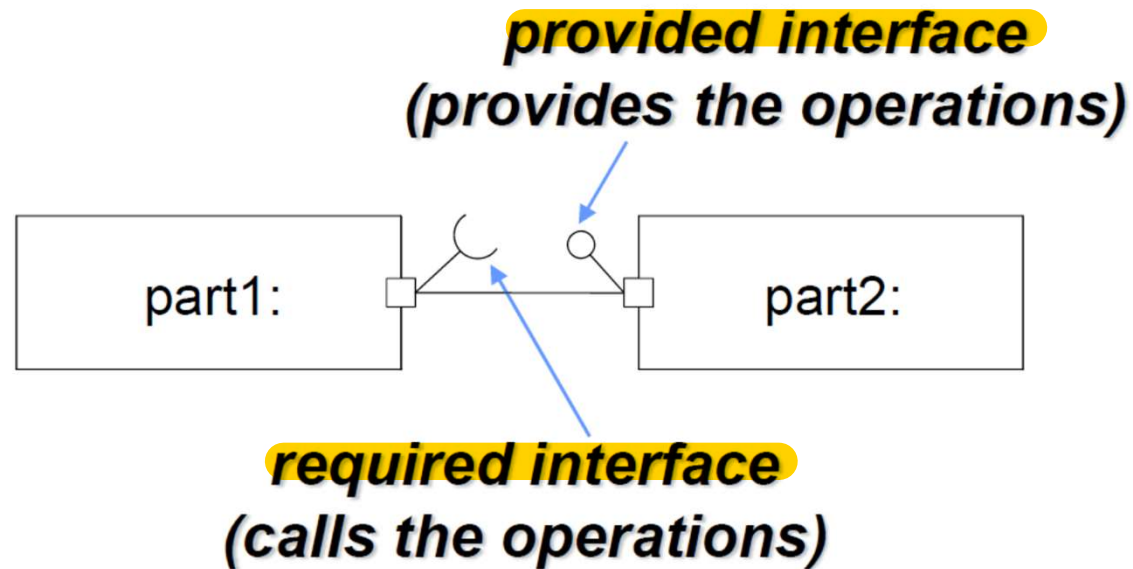 provided interface
(provides the operations)
part1:
part2:
required interface
(calls the operations)